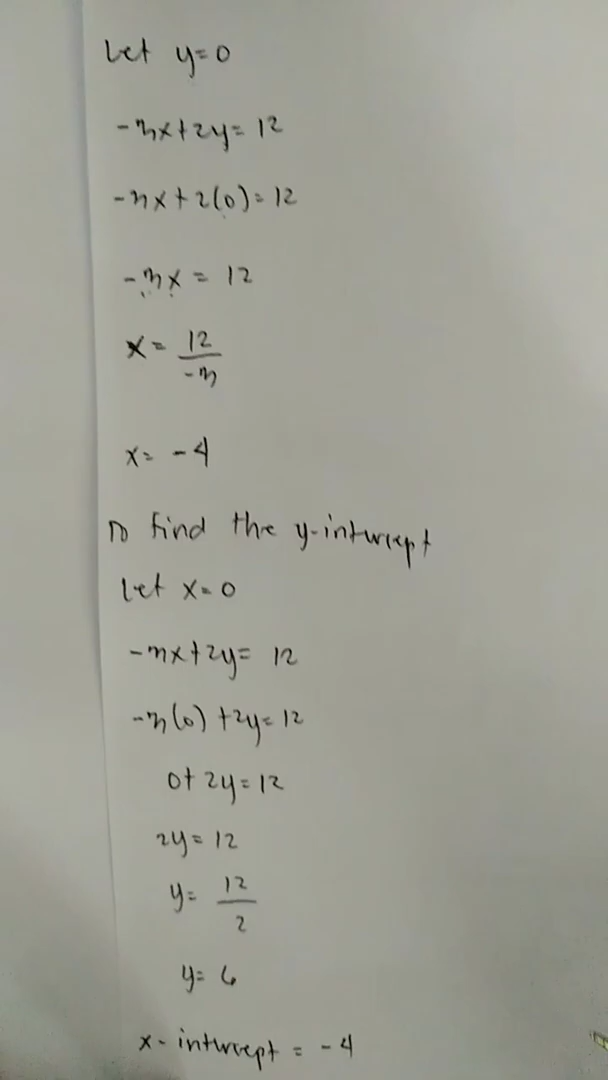 Let y=0
-3x+2y=12
-3x+2(0)=12
-3x = 12
x= 12/-3
x= -4
To find the y-intercept
Let x=0
-3x+2y= 12
-3(0)+2y=12
0+2y=12
2y=12
y= 12/2
y= 6
x- intercept = -4